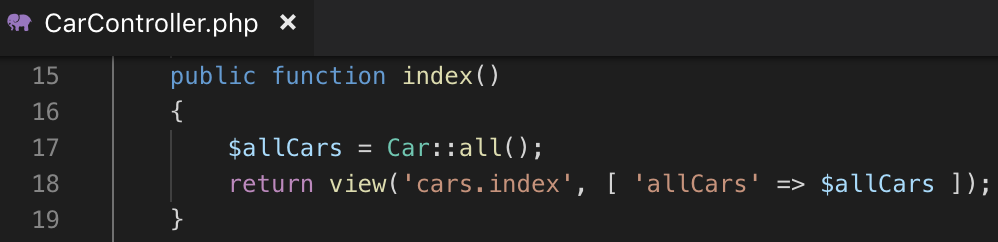 CarController.php ×
15 public function index()
16 {
17 $allCars = Car::all();
18 return view('cars.index', [ 'allCars' => $allCars ]);
19 }